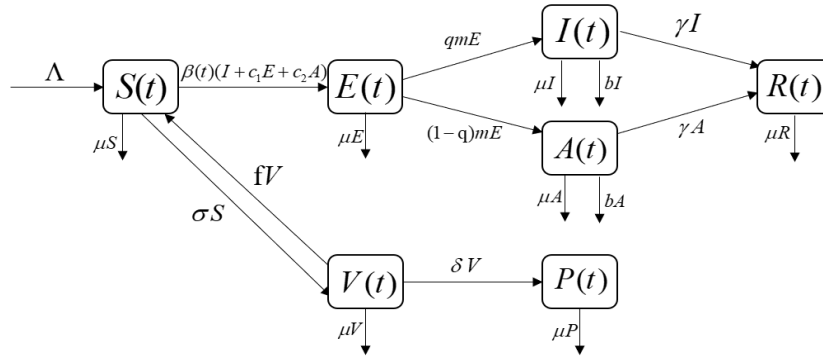 Λ
S(t)
β(t)(I+c₁E+c₂A)
E(t)
qmE
I(t)
γI
(1−q)mE
A(t)
γA
R(t)
μS
μE
μI
bI
μA
bA
μR
fV
σS
V(t)
δV
P(t)
μV
μP